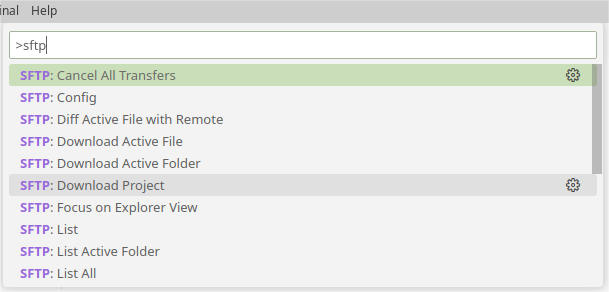 inal Help
>sftp
SFTP: Cancel All Transfers
SFTP: Config
SFTP: Diff Active File with Remote
SFTP: Download Active File
SFTP: Download Active Folder
SFTP: Download Project
SFTP: Focus on Explorer View
SFTP: List
SFTP: List Active Folder
SFTP: List All